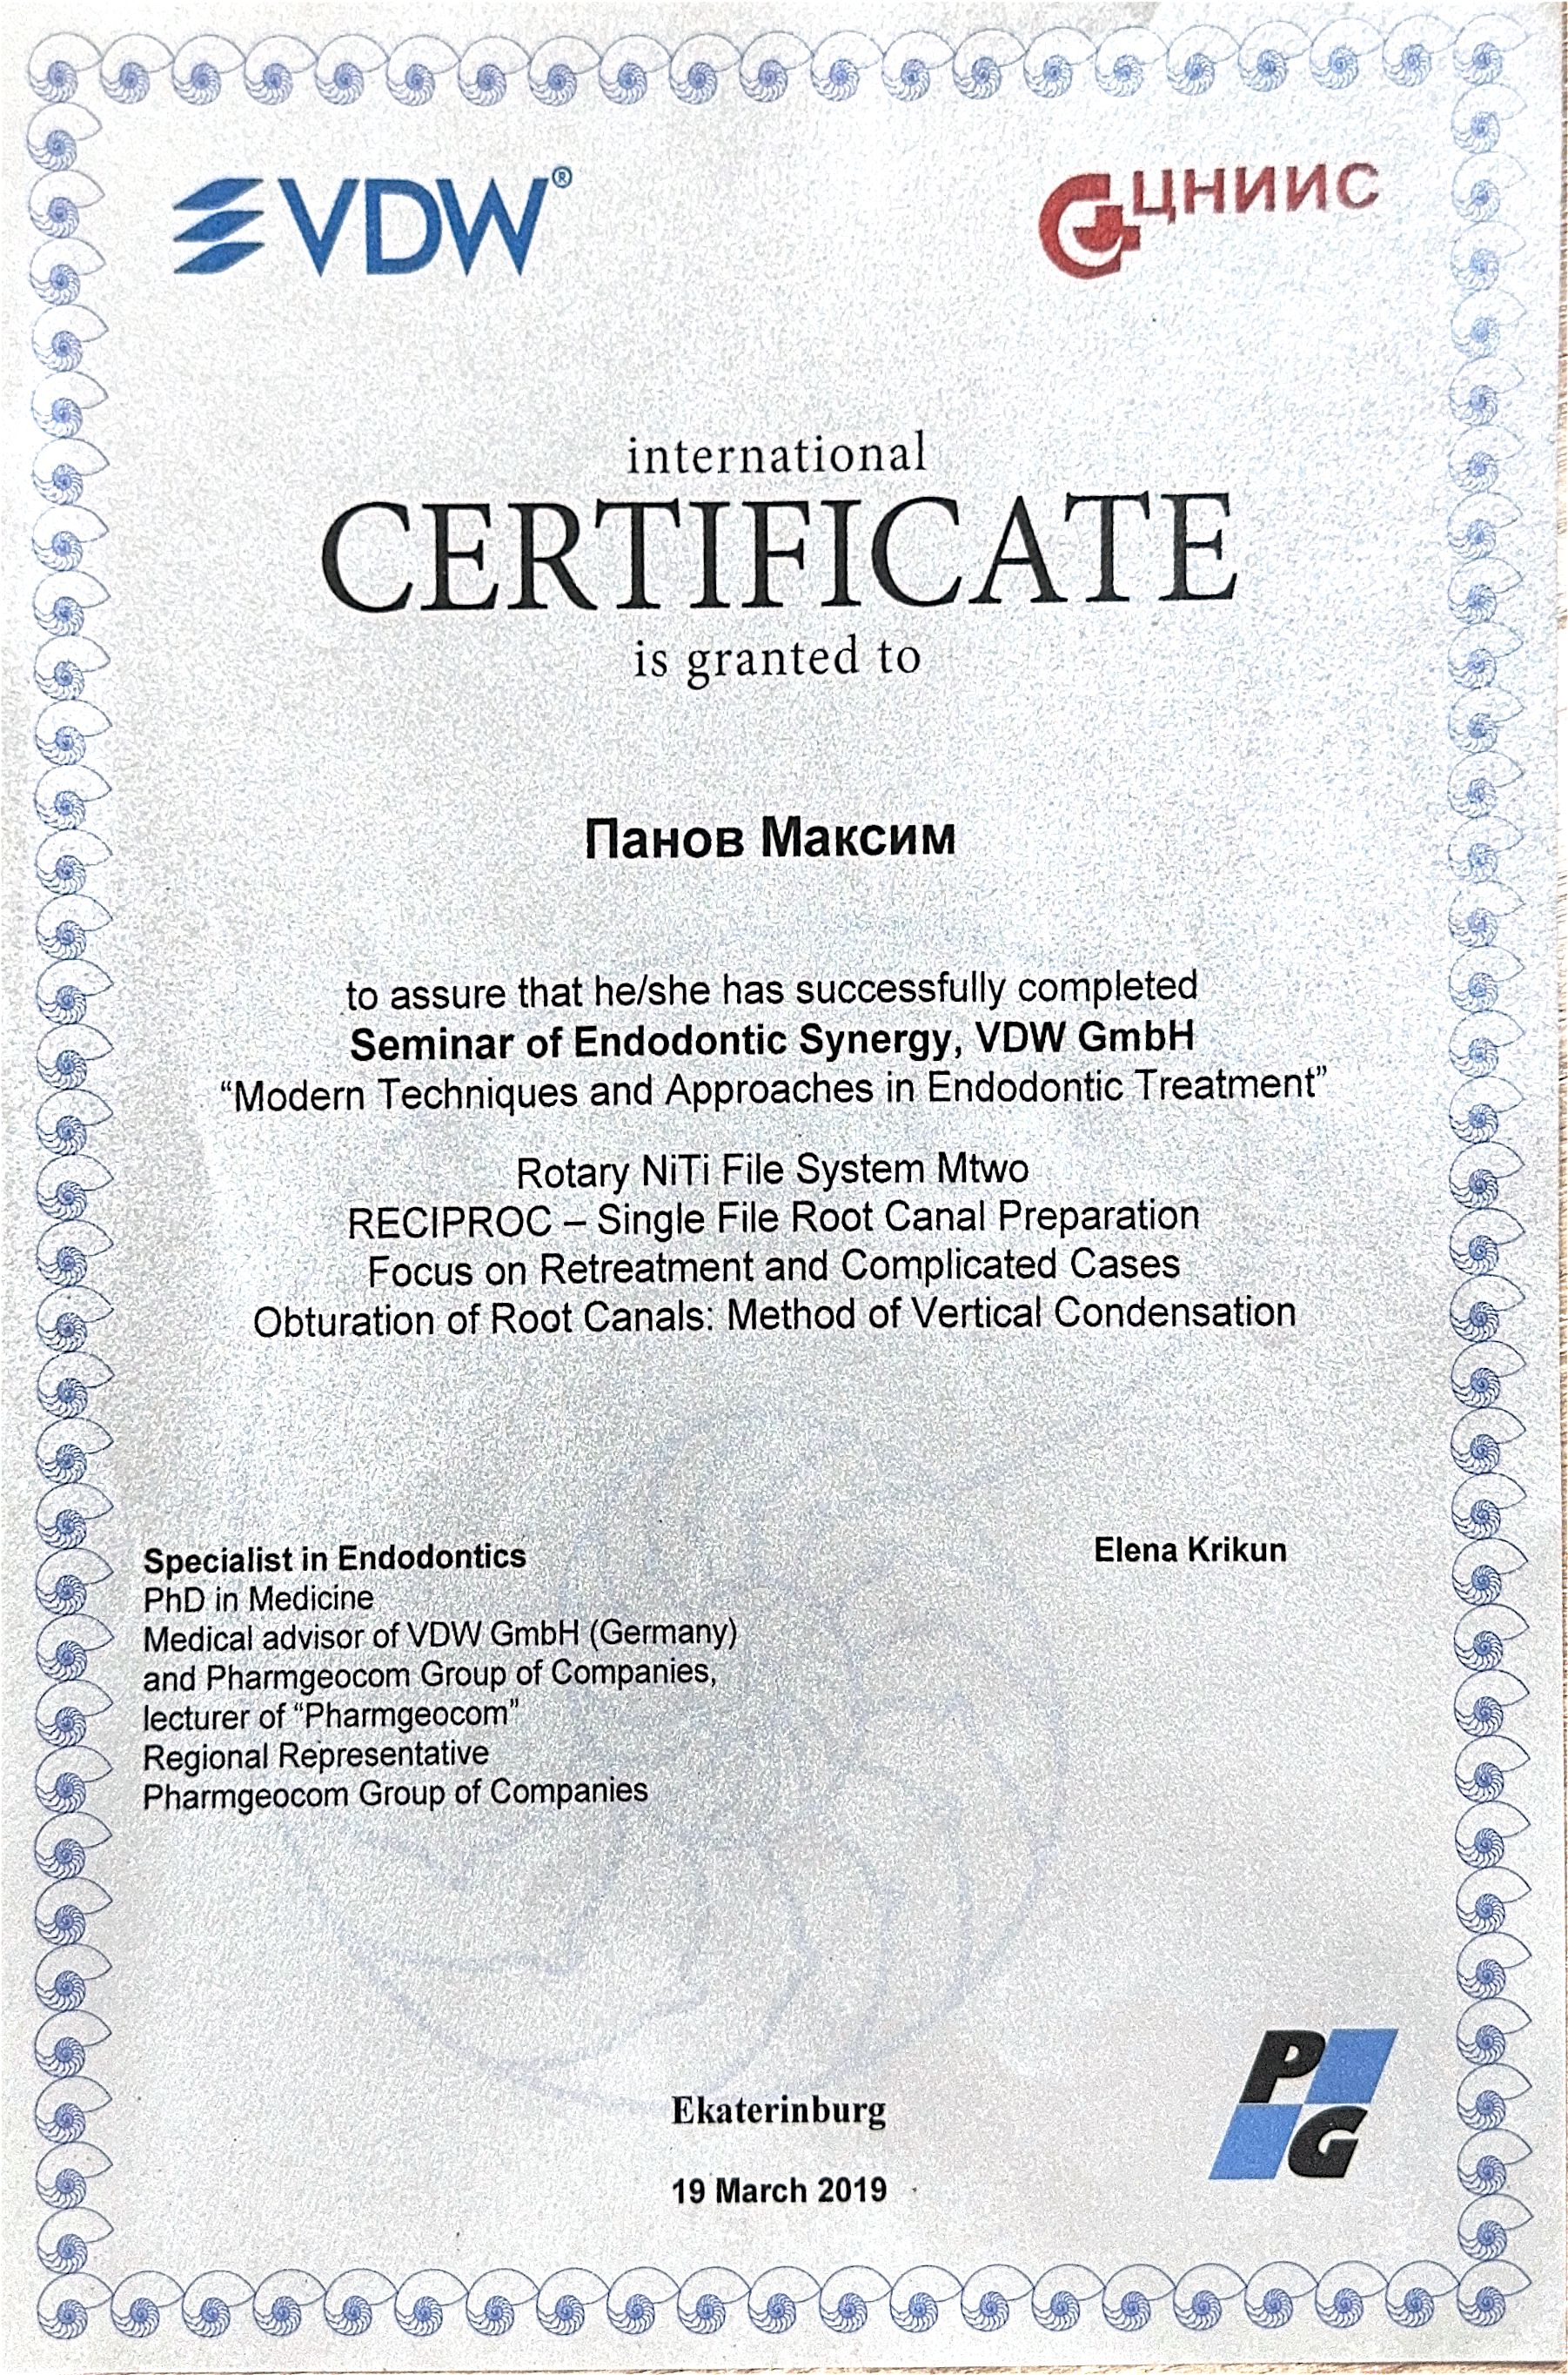 VDW®
ЦНИИС
international
CERTIFICATE
is granted to
Панов Максим
to assure that he/she has successfully completed
Seminar of Endodontic Synergy, VDW GmbH
“Modern Techniques and Approaches in Endodontic Treatment”
Rotary NiTi File System Mtwo
RECIPROC – Single File Root Canal Preparation
Focus on Retreatment and Complicated Cases
Obturation of Root Canals: Method of Vertical Condensation
Specialist in Endodontics
Elena Krikun
PhD in Medicine
Medical advisor of VDW GmbH (Germany)
and Pharmgeocom Group of Companies,
lecturer of “Pharmgeocom”
Regional Representative
Pharmgeocom Group of Companies
PG
Ekaterinburg
19 March 2019